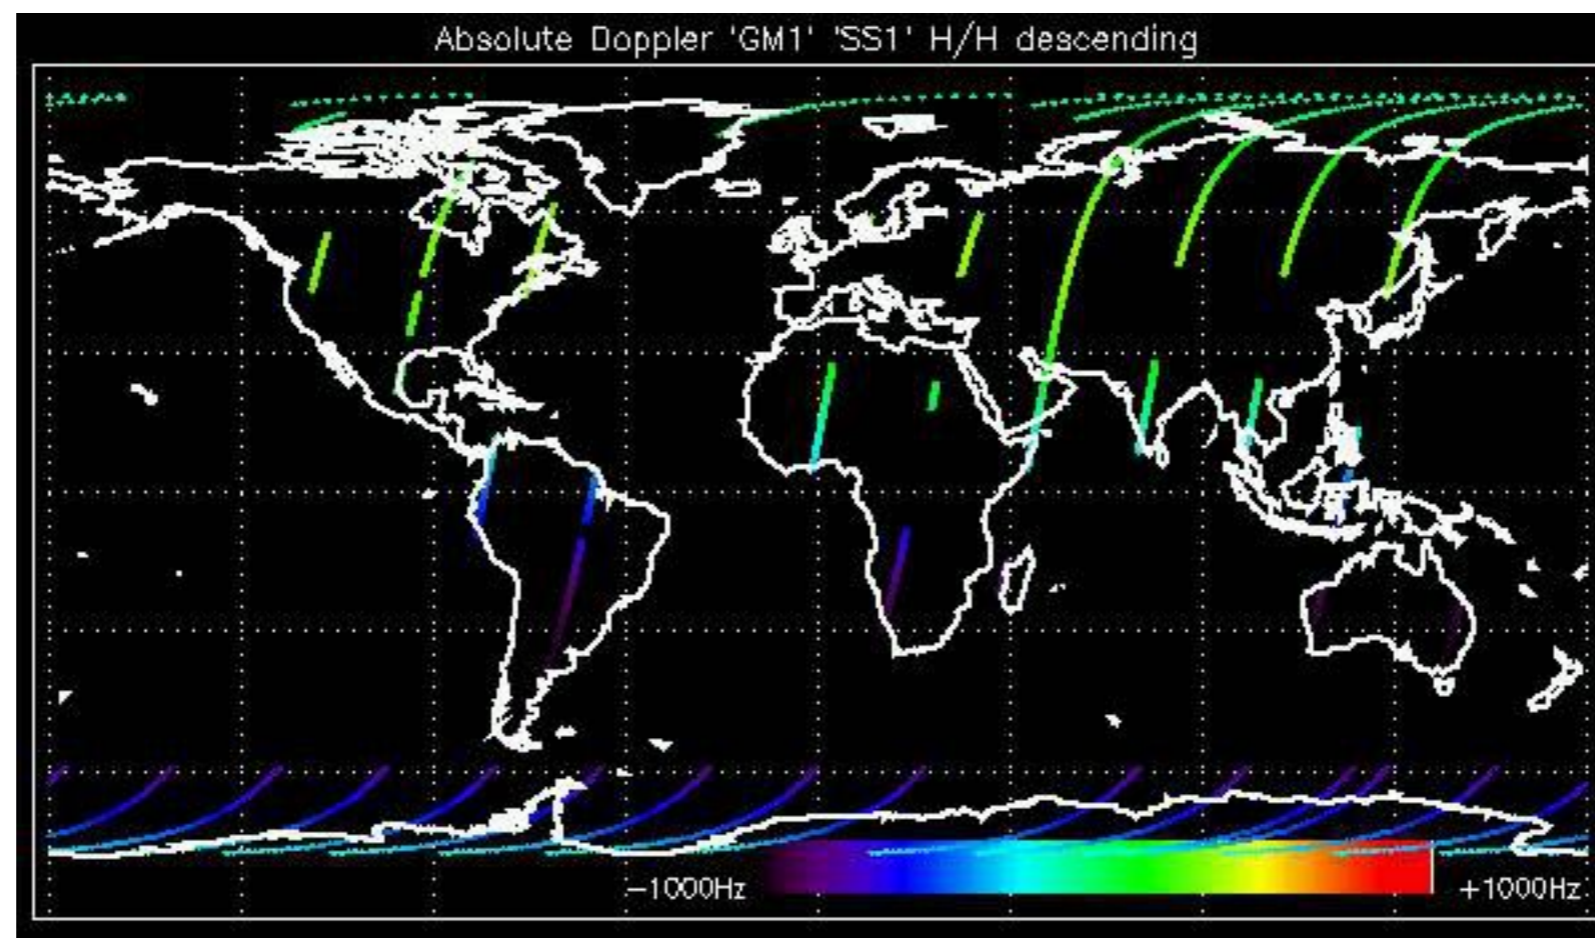 Absolute Doppler 'GM1' 'SS1' H/H descending
−1000Hz
+1000Hz